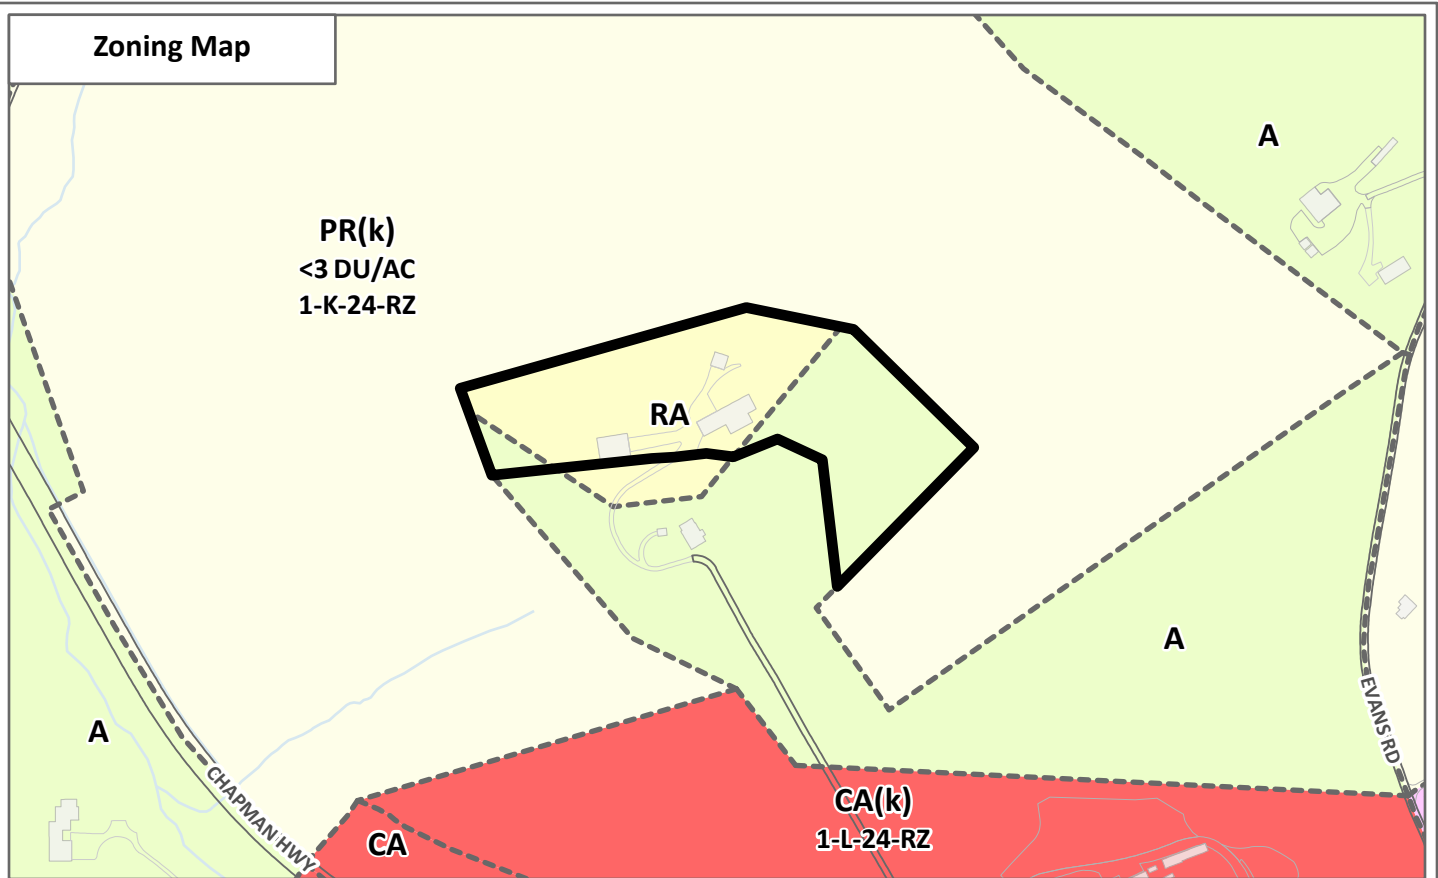 Zoning Map
A
PR(k)
<3 DU/AC
1-K-24-RZ
RA
A
EVANS RD
A
CHAPMAN HWY
CA(k)
1-L-24-RZ
CA